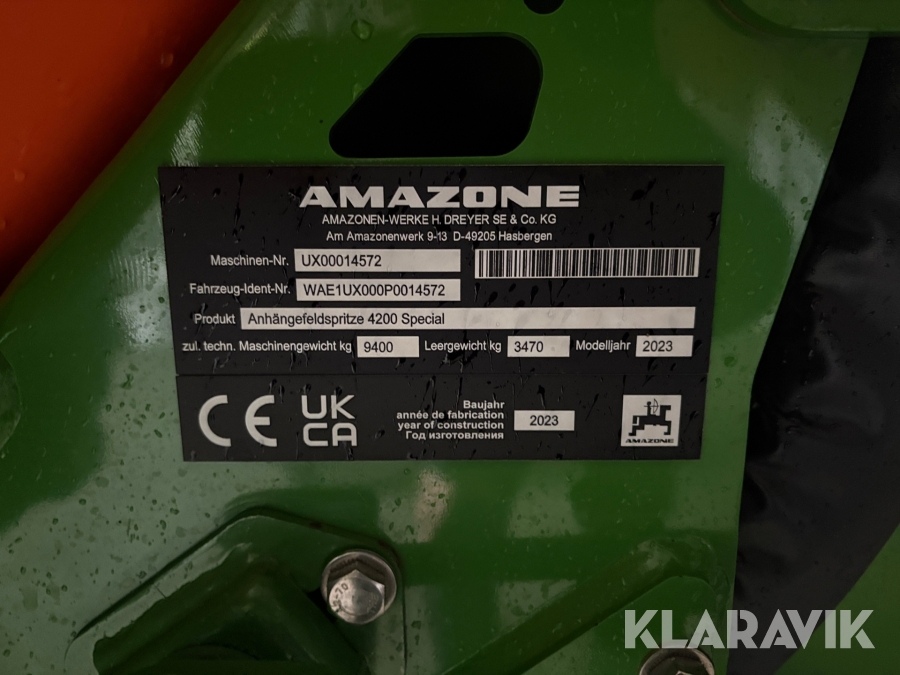 AMAZONE
AMAZONEN-WERKE H. DREYER SE & Co. KG
Am Amazonenwerk 9-13 D-49205 Hasbergen
Maschinen-Nr. UX00014572
Fahrzeug-Ident-Nr. WAE1UX000P0014572
Produkt Anhängefeldspritze 4200 Special
zul. techn. Maschinengewicht kg 9400 Leergewicht kg 3470 Modelljahr 2023
CE UK CA
Baujahr
année de fabrication
year of construction
Год изготовления
2023
AMAZONE
KLARAVIK